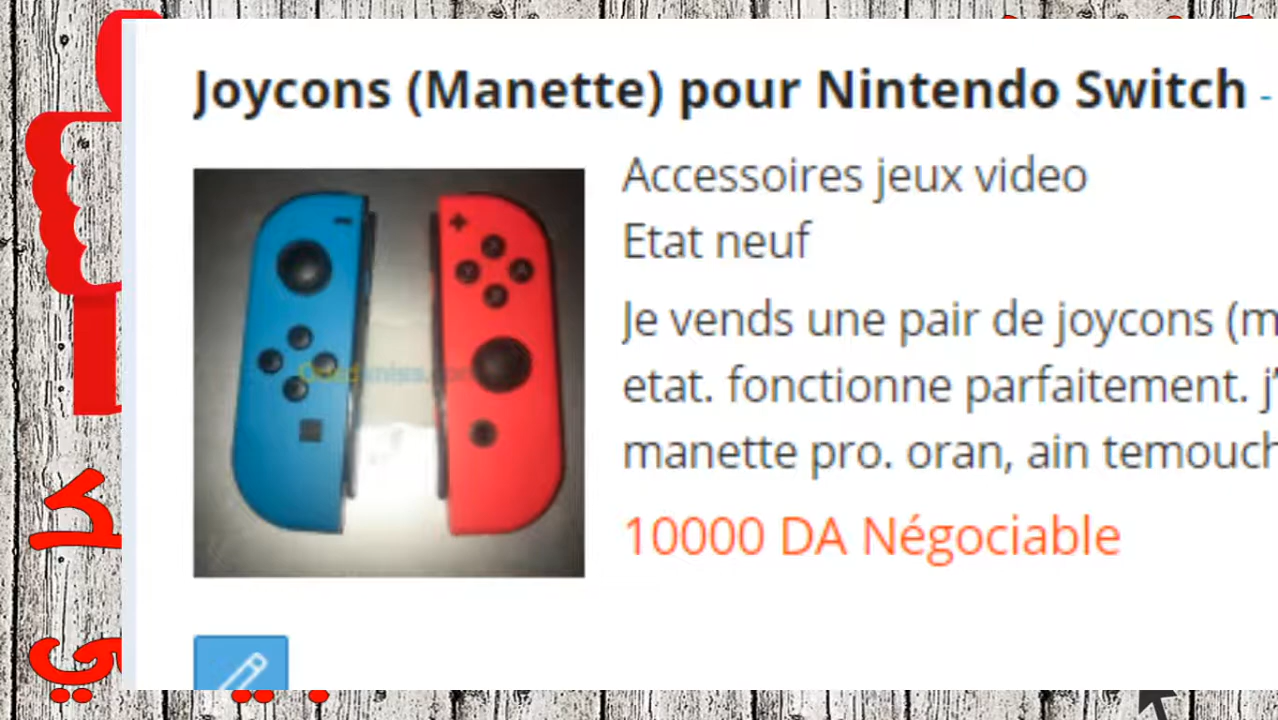 Joycons (Manette) pour Nintendo Switch -
Accessoires jeux video
Etat neuf
Je vends une pair de joycons (m
etat. fonctionne parfaitement. j'
manette pro. oran, ain temouch
10000 DA Négociable